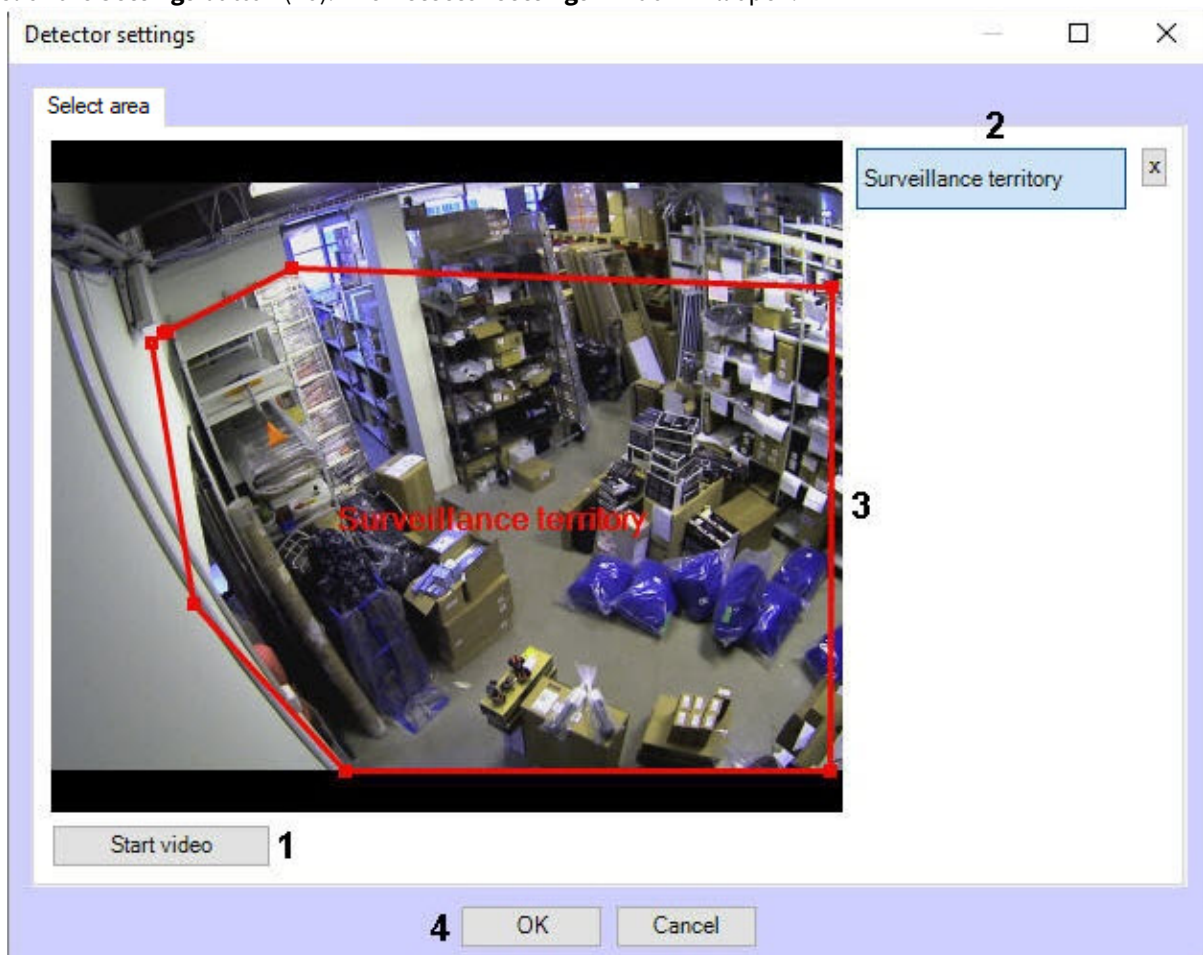 Detector settings
Select area
2
Surveillance territory
x
Surveillance territory
3
Start video
1
4
OK
Cancel